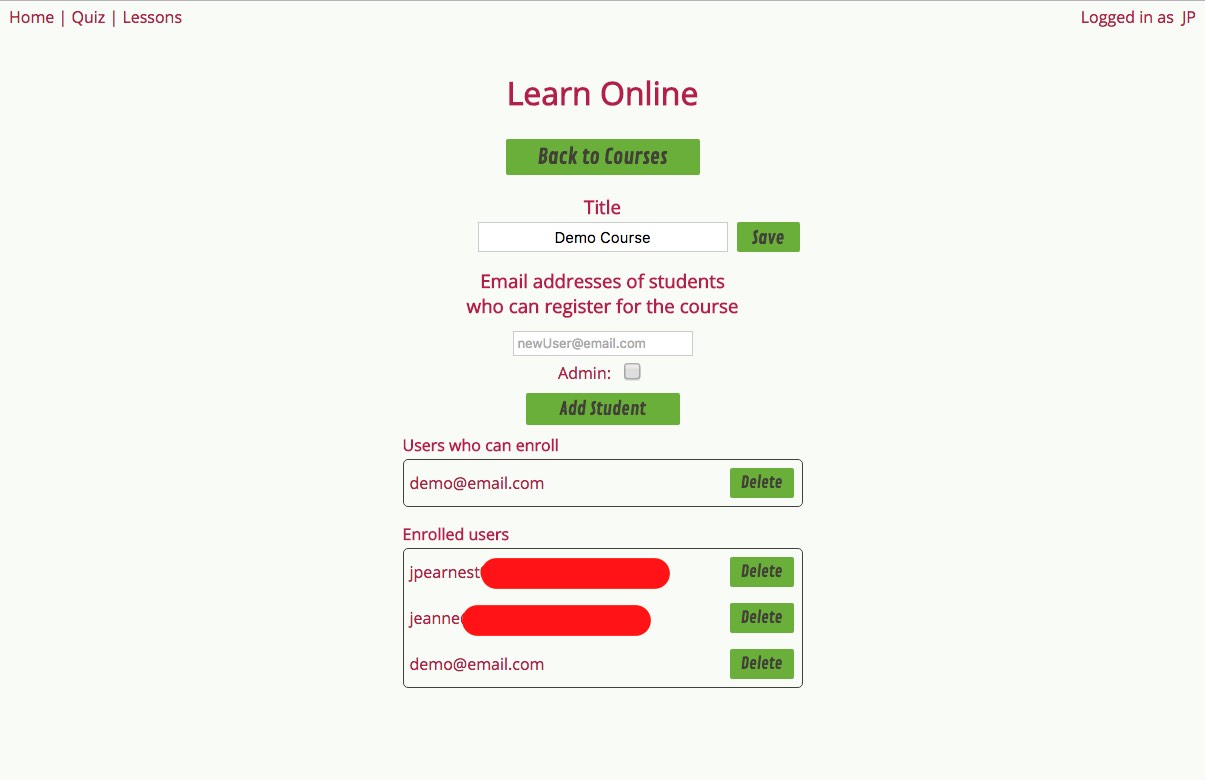 Home | Quiz | Lessons
Logged in as JP
Learn Online
Back to Courses
Title
Demo Course
Save
Email addresses of students
who can register for the course
newUser@email.com
Admin:
Add Student
Users who can enroll
demo@email.com
Delete
Enrolled users
jpearnest
Delete
jeanne
Delete
demo@email.com
Delete